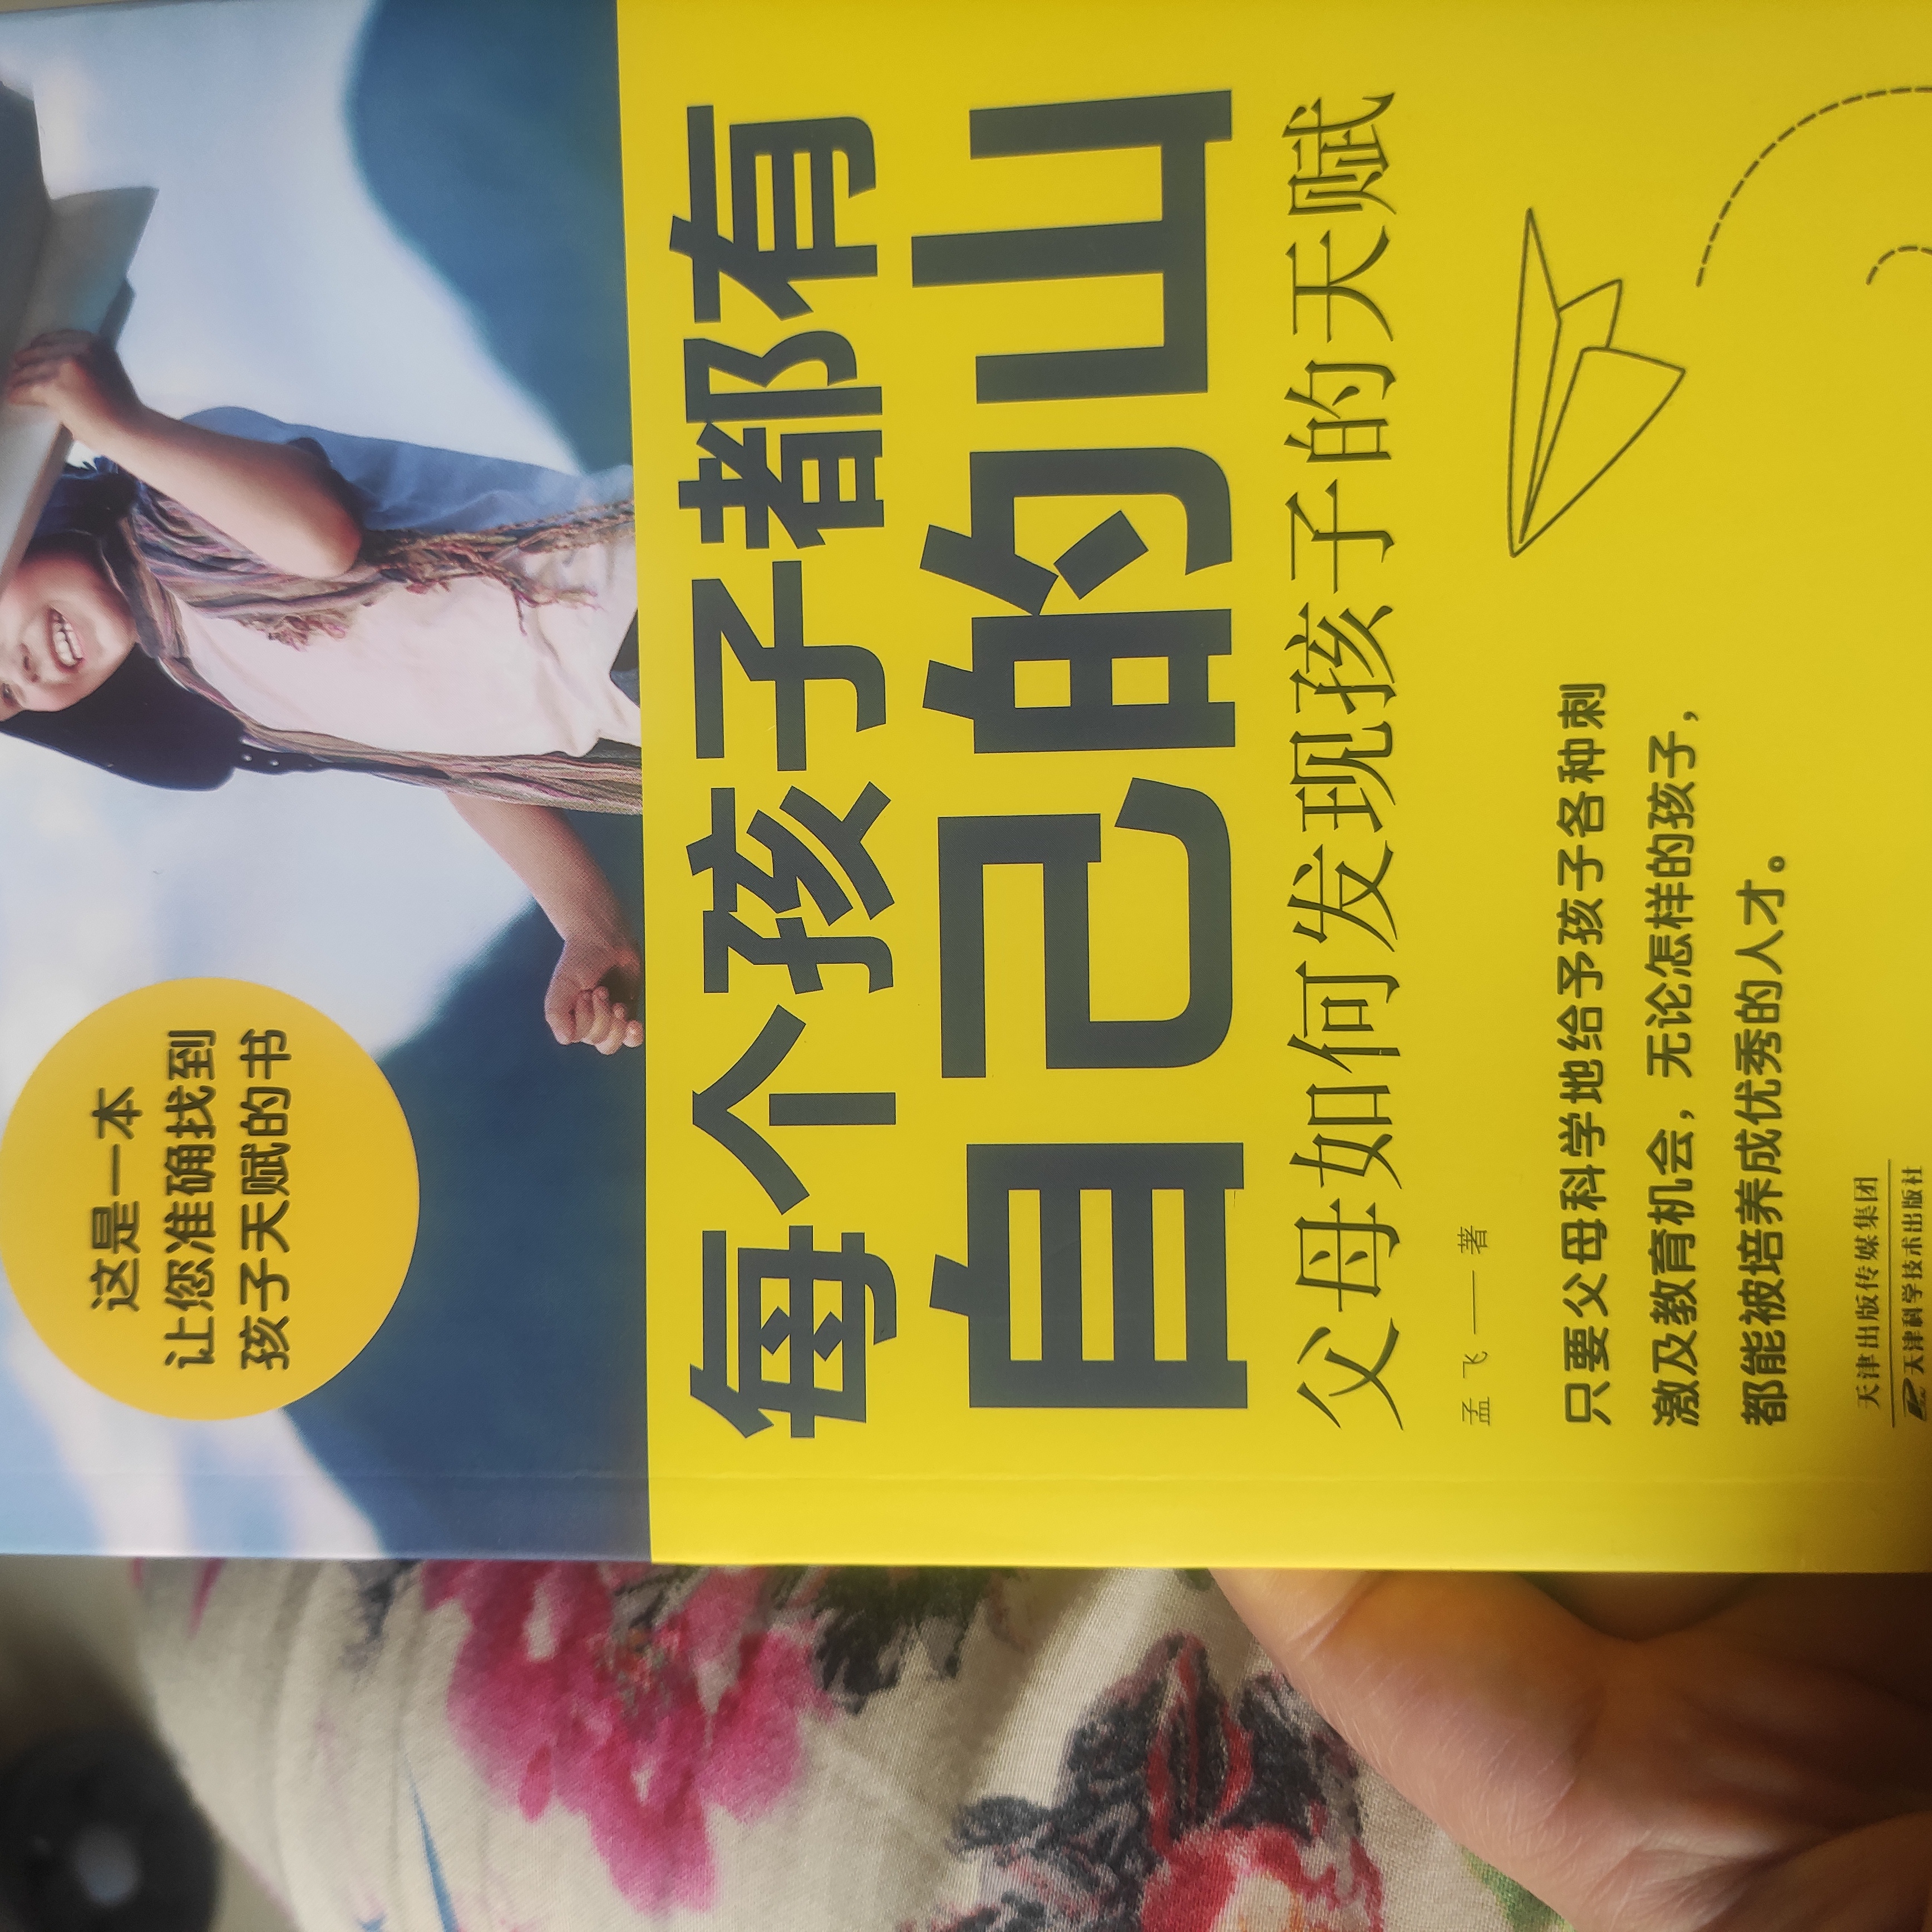 这是一本
让您准确找到
孩子天赋的书
每个孩子都有
自己的山
父母如何发现孩子的天赋
孟飞——著
只要父母科学地给予孩子各种刺
激及教育机会，无论怎样的孩子，
都能被培养成优秀的人才。
天津出版传媒集团
天津科学技术出版社